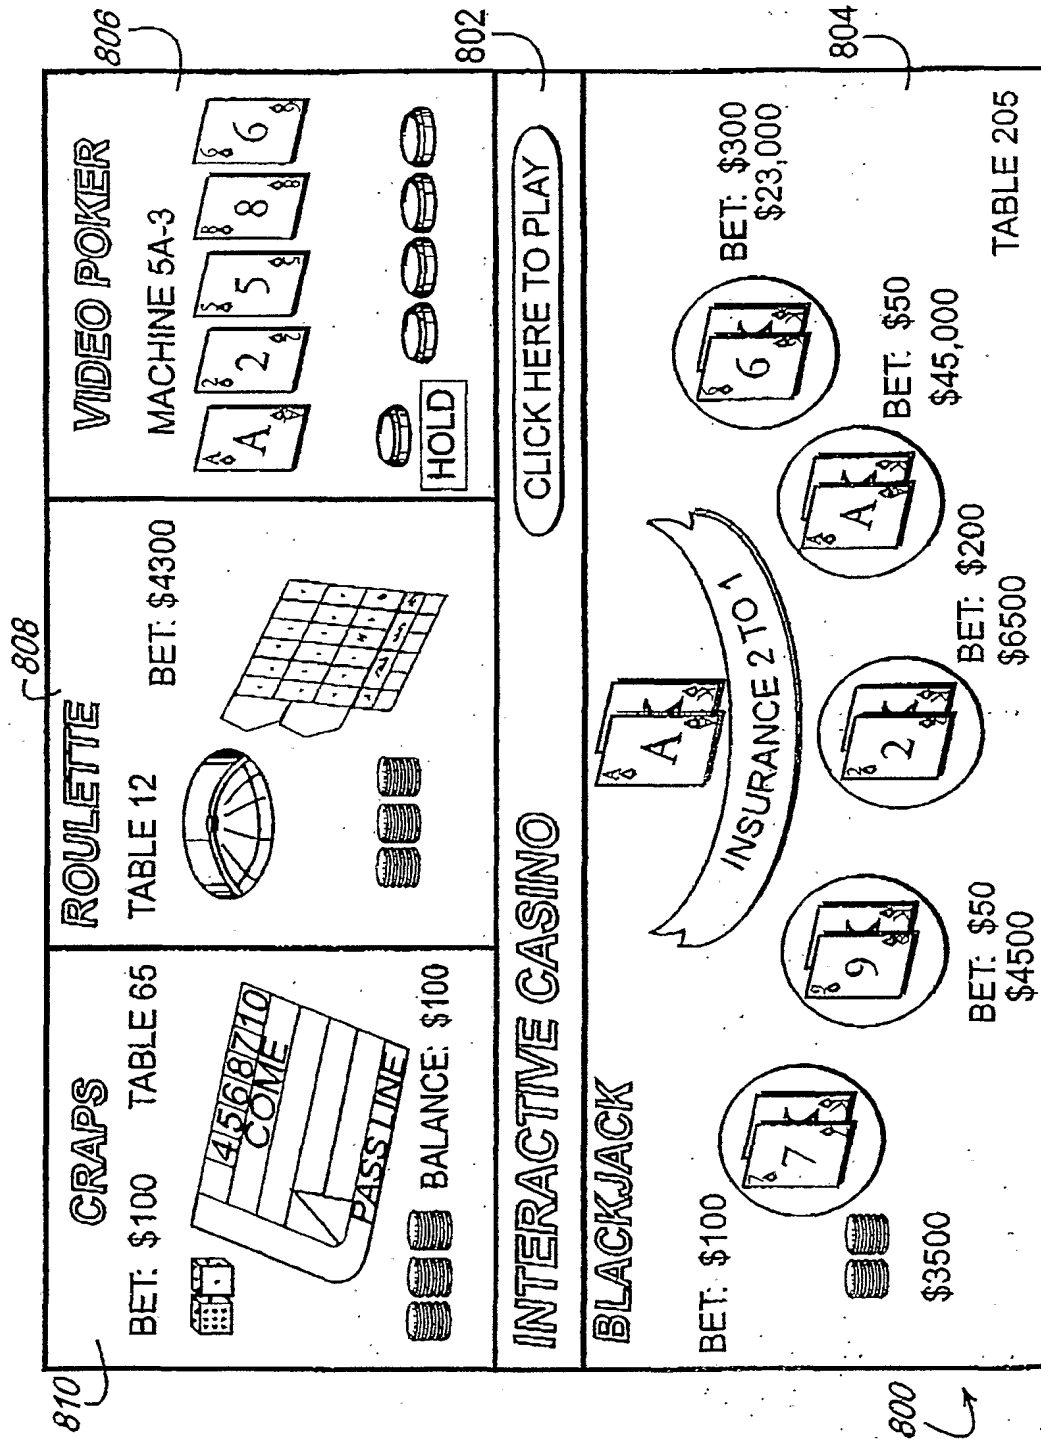 810
808
806
CRAPS
BET: $100 TABLE 65
4 5 6 8 7 10
COME
PASS LINE
BALANCE: $100
ROULETTE
TABLE 12
BET: $4300
VIDEO POKER
MACHINE 5A-3
A 2 5 8 6
HOLD
INTERACTIVE CASINO
CLICK HERE TO PLAY
802
BLACKJACK
A
INSURANCE 2 TO 1
BET: $100
7
$3500
9
BET: $50
$4500
2
BET: $200
$6500
A
BET: $50
$45,000
6
BET: $300
$23,000
TABLE 205
804
800